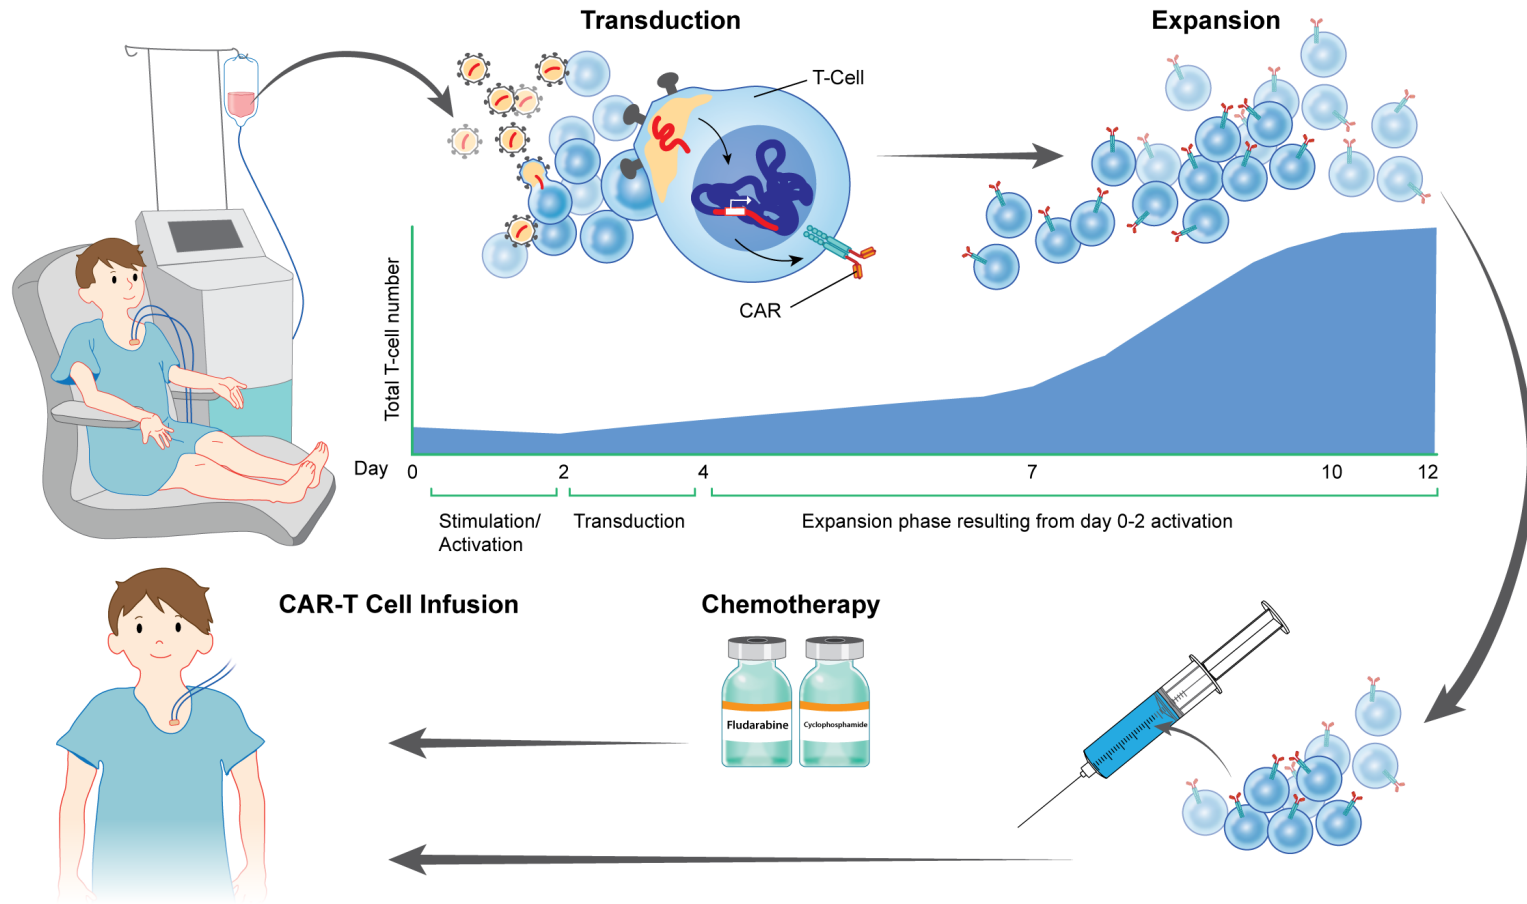 Transduction
Expansion
T-Cell
CAR
Total T-cell number
Day 0 2 4 7 10 12
Stimulation/
Activation
Transduction
Expansion phase resulting from day 0-2 activation
CAR-T Cell Infusion
Chemotherapy
Fludarabine
Cyclophosphamide